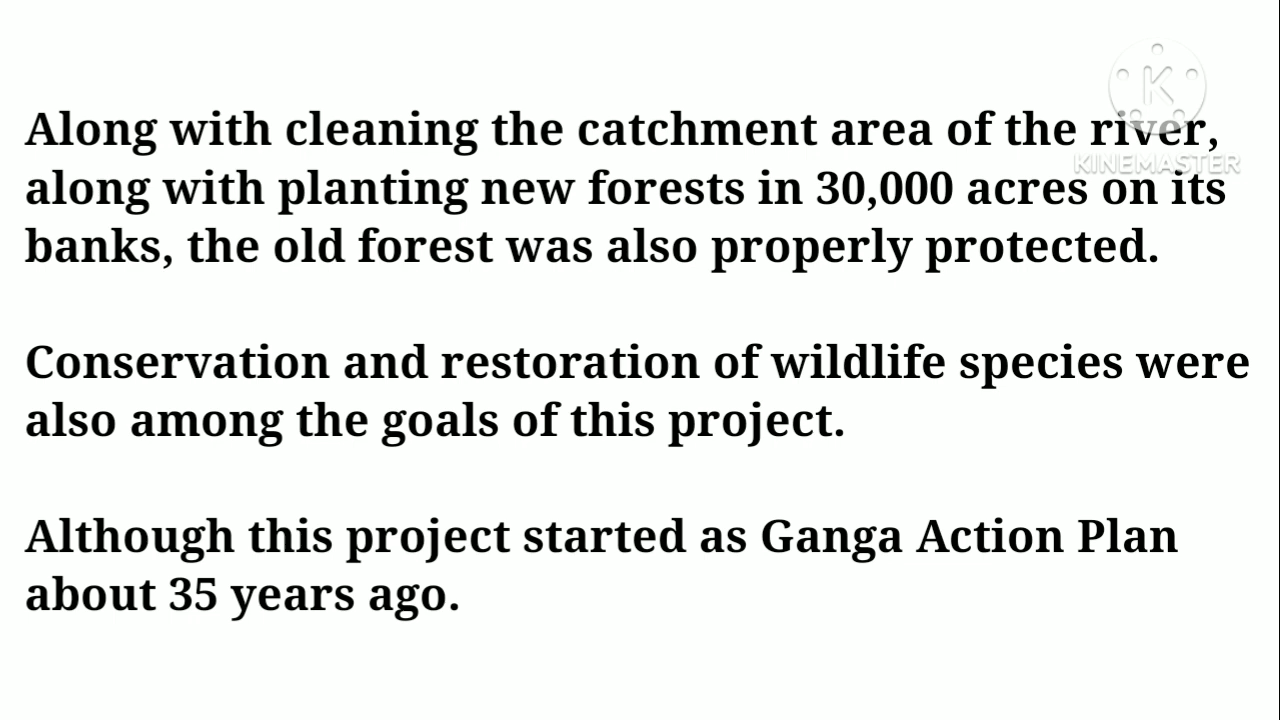 Along with cleaning the catchment area of the river,
along with planting new forests in 30,000 acres on its
banks, the old forest was also properly protected.
Conservation and restoration of wildlife species were
also among the goals of this project.
Although this project started as Ganga Action Plan
about 35 years ago.
K
KINEMASTER